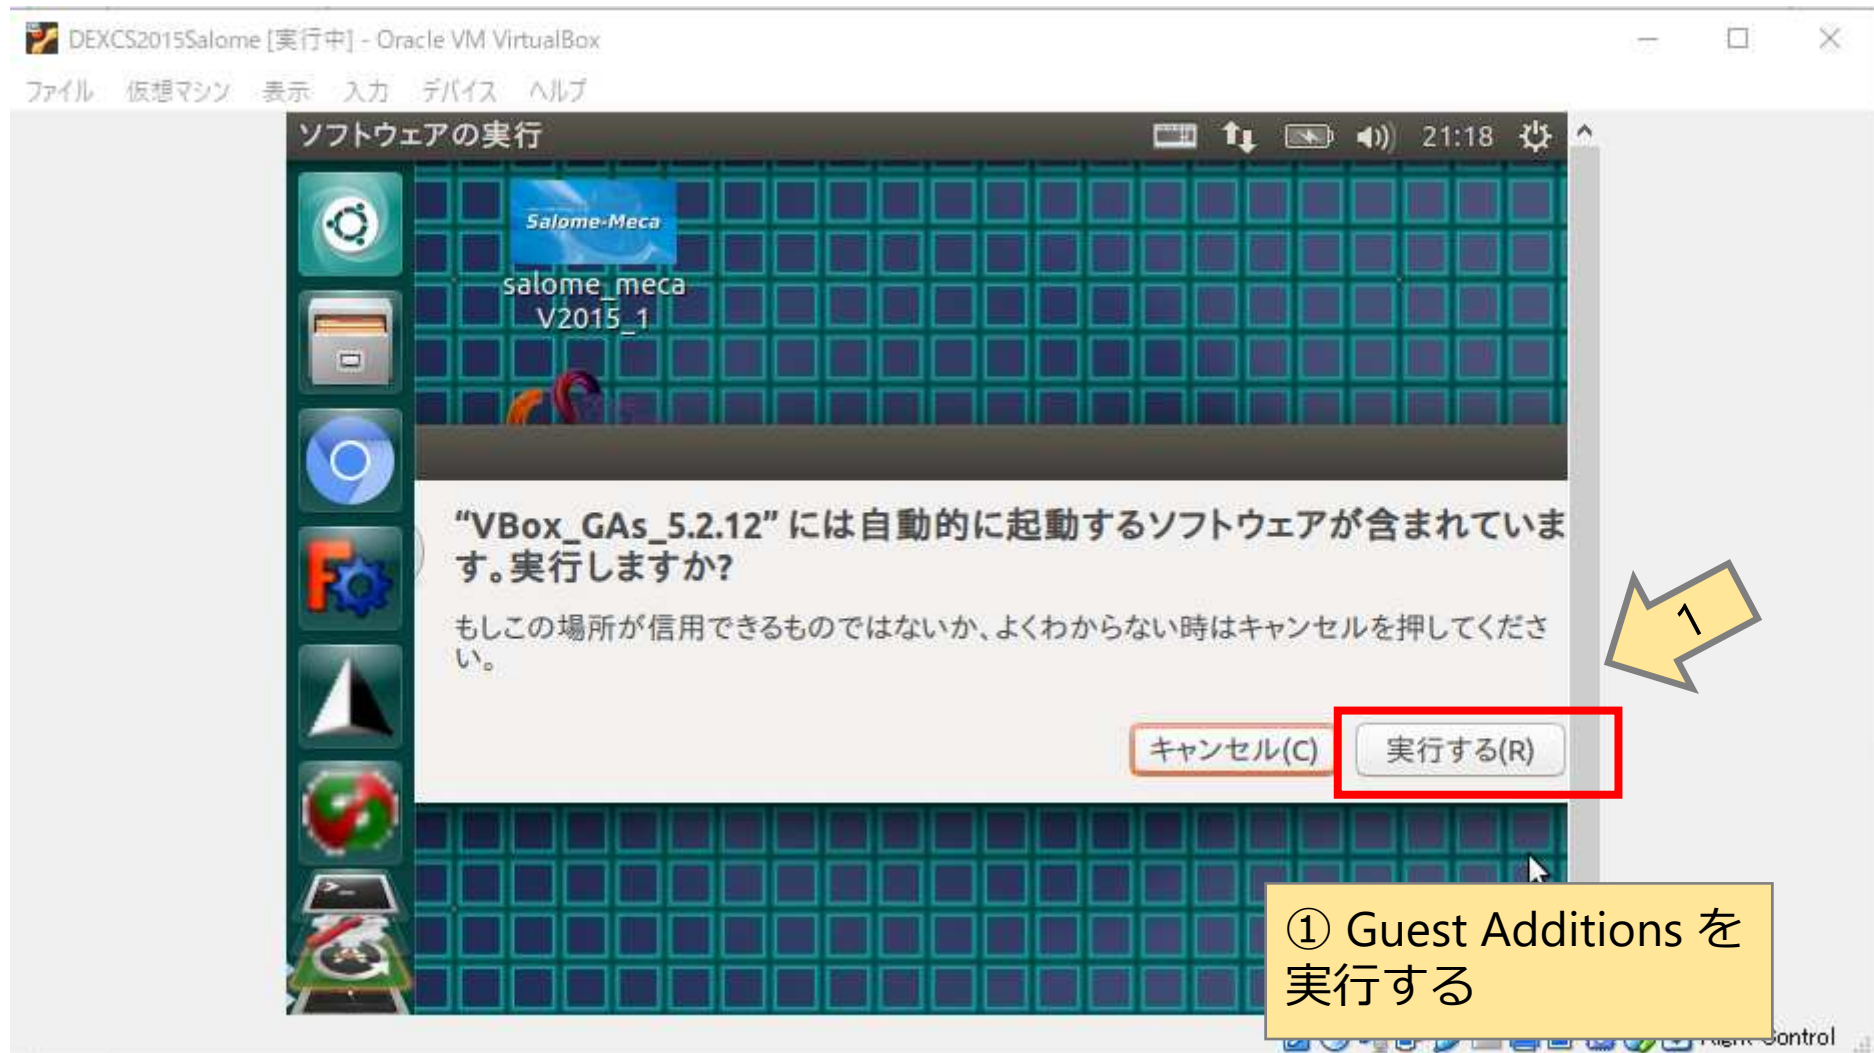 DEXCS2015Salome [実行中] - Oracle VM VirtualBox
ファイル 仮想マシン 表示 入力 デバイス ヘルプ
ソフトウェアの実行
21:18
Salome-Meca
salome_meca
V2015_1
“VBox_GAs_5.2.12” には自動的に起動するソフトウェアが含まれていま
す。実行しますか?
もしこの場所が信用できるものではないか、よくわからない時はキャンセルを押してくださ
い。
1
キャンセル(C)
実行する(R)
① Guest Additions を
実行する
Right Control